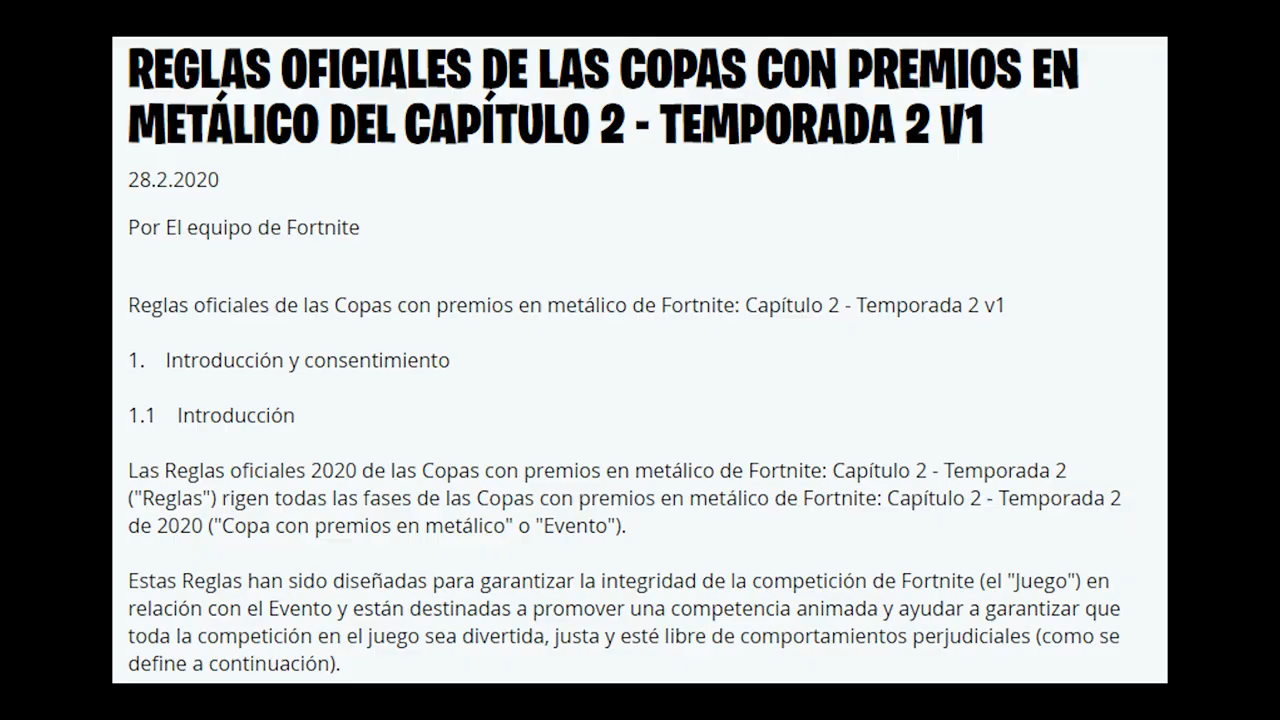 REGLAS OFICIALES DE LAS COPAS CON PREMIOS EN
METÁLICO DEL CAPÍTULO 2 - TEMPORADA 2 V1
28.2.2020
Por El equipo de Fortnite
Reglas oficiales de las Copas con premios en metálico de Fortnite: Capítulo 2 - Temporada 2 v1
1. Introducción y consentimiento
1.1 Introducción
Las Reglas oficiales 2020 de las Copas con premios en metálico de Fortnite: Capítulo 2 - Temporada 2
("Reglas") rigen todas las fases de las Copas con premios en metálico de Fortnite: Capítulo 2 - Temporada 2
de 2020 ("Copa con premios en metálico" o "Evento").
Estas Reglas han sido diseñadas para garantizar la integridad de la competición de Fortnite (el "Juego") en
relación con el Evento y están destinadas a promover una competencia animada y ayudar a garantizar que
toda la competición en el juego sea divertida, justa y esté libre de comportamientos perjudiciales (como se
define a continuación).